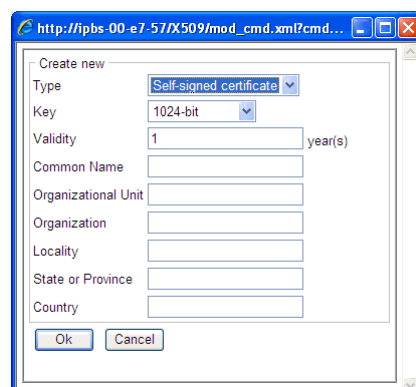 http://ipbs-00-e7-57/X509/mod_cmd.xml?cmd...
Create new
Type Self-signed certificate
Key 1024-bit
Validity 1 year(s)
Common Name
Organizational Unit
Organization
Locality
State or Province
Country
Ok Cancel